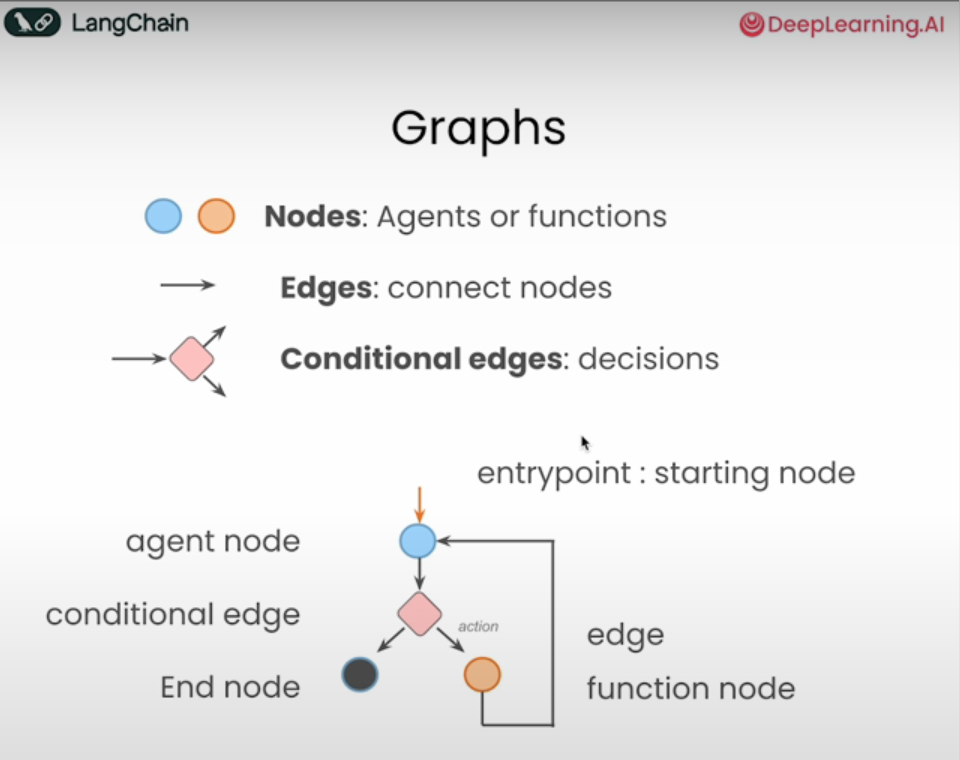 LangChain
DeepLearning.AI
Graphs
Nodes: Agents or functions
Edges: connect nodes
Conditional edges: decisions
entrypoint : starting node
agent node
conditional edge
action
edge
End node
function node